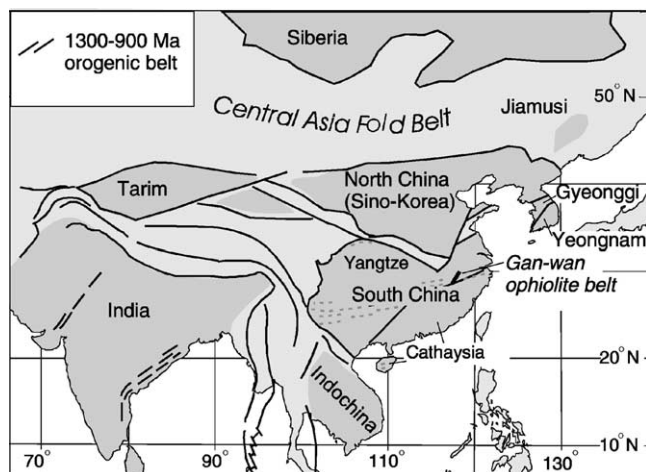 1300-900 Ma
orogenic belt
Siberia
Central Asia Fold Belt
Jiamusi
50°N
Tarim
North China
(Sino-Korea)
Gyeonggi
Yeongnam
Yangtze
Gan-wan
ophiolite belt
South China
India
Cathaysia
20°N
Indochina
10°N
70°
90°
110°
130°